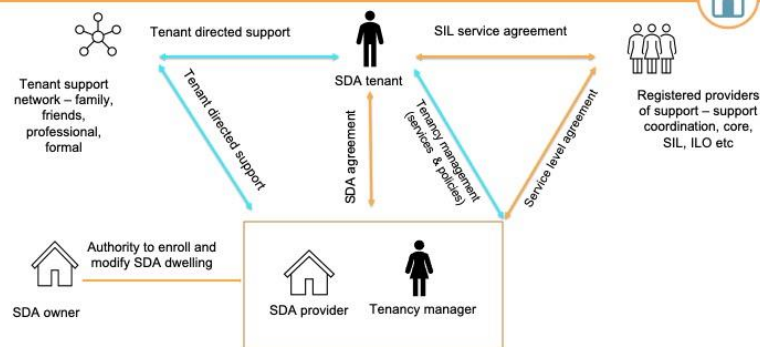 Tenant directed support
SIL service agreement
SDA tenant
Tenant support
network – family,
friends,
professional,
formal
Tenant directed support
SDA agreement
Tenancy management
(services & policies)
Service level agreement
Registered providers
of support – support
coordination, core,
SIL, ILO etc
Authority to enroll and
modify SDA dwelling
SDA owner
SDA provider
Tenancy manager